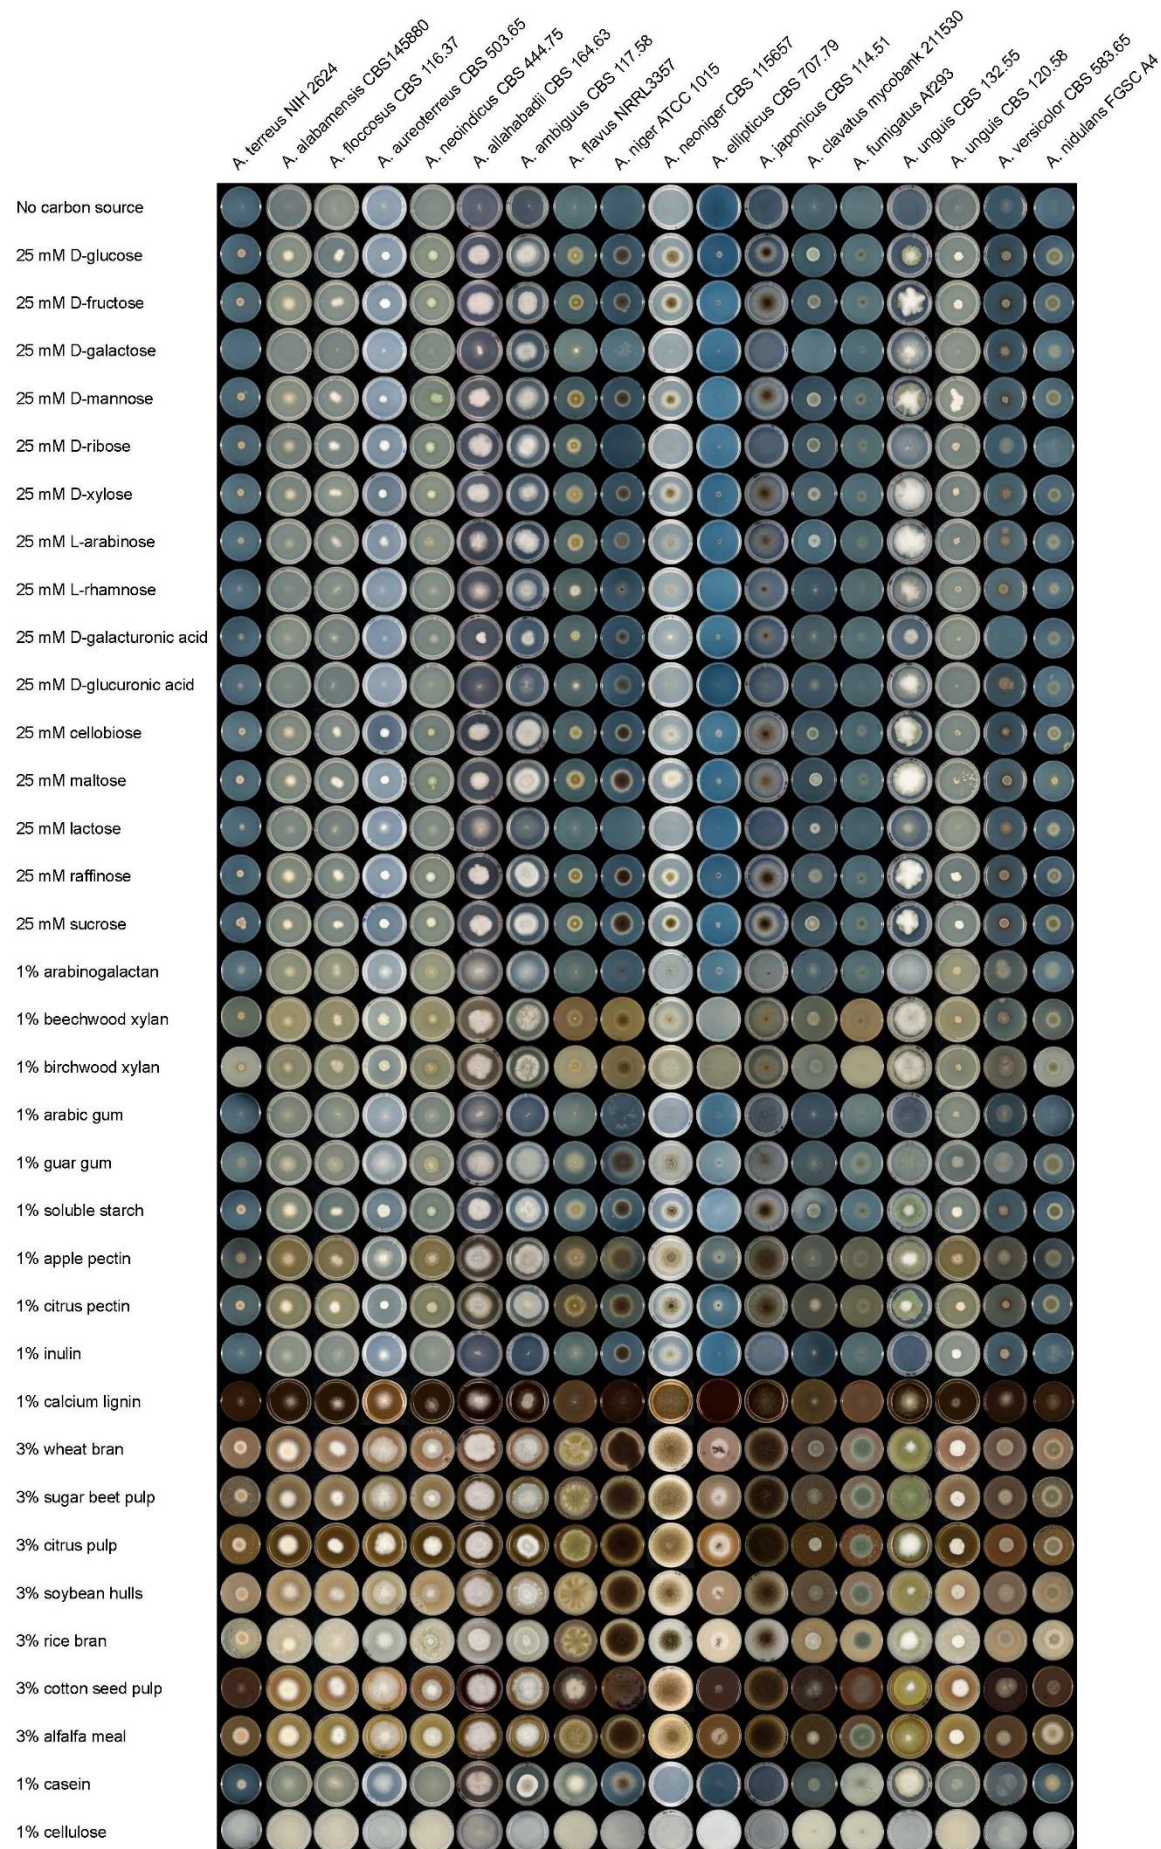 A. terreus NIH 2624
A. alabamensis CBS145880
A. floccosus CBS 116.37
A. aureoterreus CBS 503.65
A. neoindicus CBS 444.75
A. allahabadii CBS 164.63
A. ambiguus CBS 117.58
A. flavus NRRL3357
A. niger ATCC 1015
A. neoniger CBS 115657
A. ellipticus CBS 707.79
A. japonicus CBS 114.51
A. clavatus mycobank 211530
A. fumigatus Af293
A. unguis CBS 132.55
A. unguis CBS 120.58
A. versicolor CBS 583.65
A. nidulans FGSC A4
No carbon source
25 mM D-glucose
25 mM D-fructose
25 mM D-galactose
25 mM D-mannose
25 mM D-ribose
25 mM D-xylose
25 mM L-arabinose
25 mM L-rhamnose
25 mM D-galacturonic acid
25 mM D-glucuronic acid
25 mM cellobiose
25 mM maltose
25 mM lactose
25 mM raffinose
25 mM sucrose
1% arabinogalactan
1% beechwood xylan
1% birchwood xylan
1% arabic gum
1% guar gum
1% soluble starch
1% apple pectin
1% citrus pectin
1% inulin
1% calcium lignin
3% wheat bran
3% sugar beet pulp
3% citrus pulp
3% soybean hulls
3% rice bran
3% cotton seed pulp
3% alfalfa meal
1% casein
1% cellulose